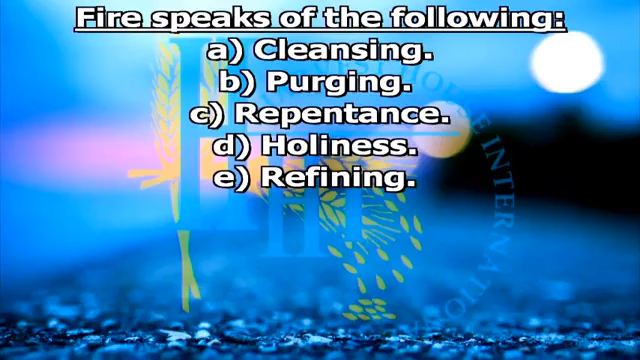 Fire speaks of the following:
a) Cleansing.
b) Purging.
c) Repentance.
d) Holiness.
e) Refining.